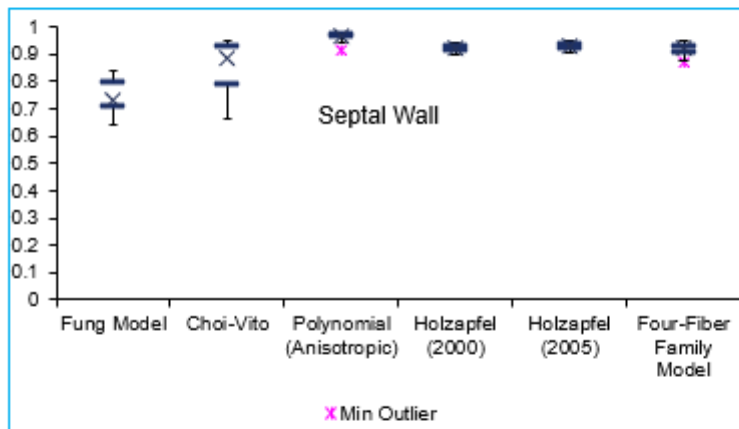 1
0.9
0.8
0.7
0.6
0.5
0.4
0.3
0.2
0.1
0
Septal Wall
Fung Model
Choi-Vito
Polynomial
(Anisotropic)
Holzapfel
(2000)
Holzapfel
(2005)
Four-Fiber
Family
Model
Min Outlier